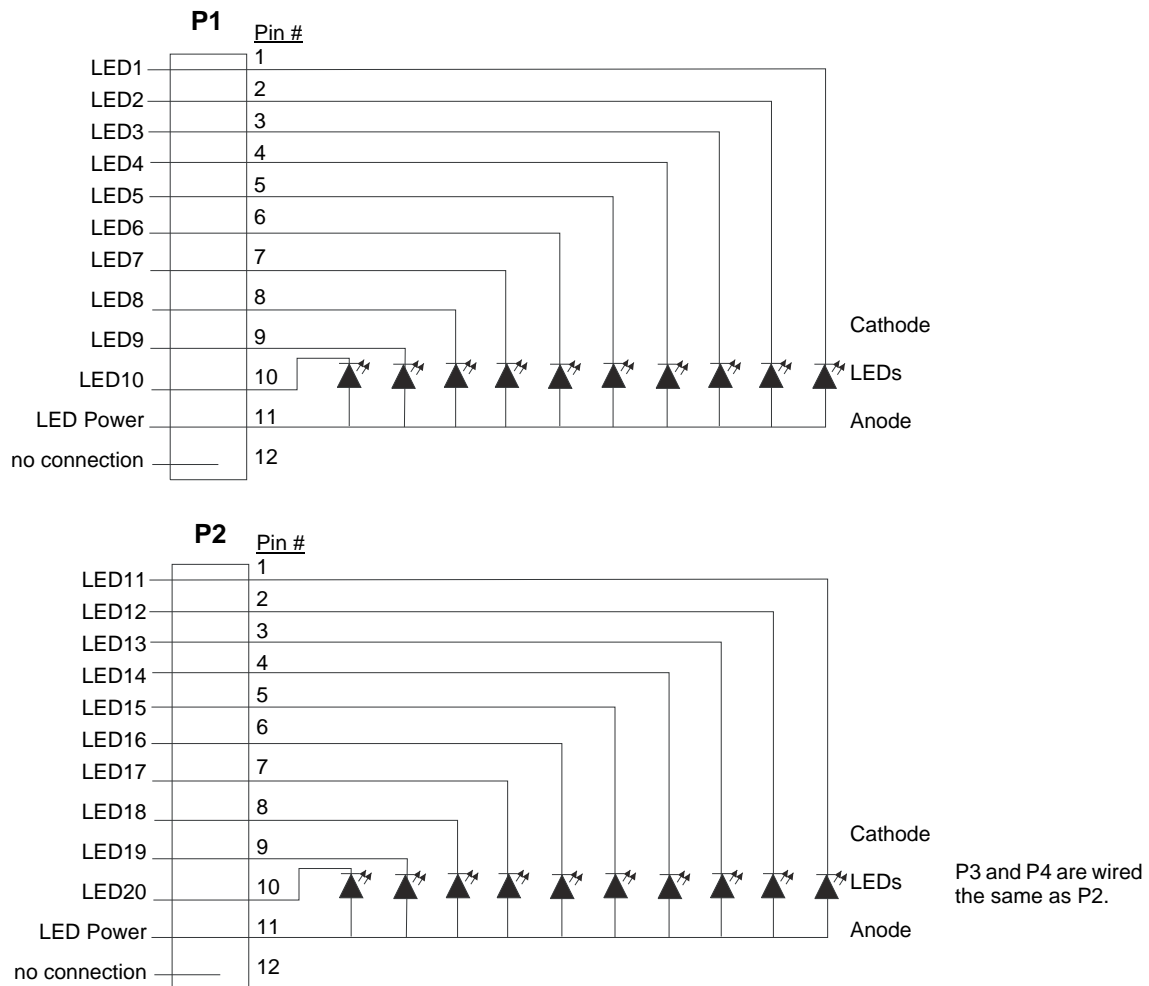 P1
Pin #
LED1 1
LED2 2
LED3 3
LED4 4
LED5 5
LED6 6
LED7 7
LED8 8
Cathode
LED9 9
LED10 10
LEDs
LED Power 11
Anode
no connection 12
P2
Pin #
LED11 1
LED12 2
LED13 3
LED14 4
LED15 5
LED16 6
LED17 7
LED18 8
Cathode
LED19 9
LED20 10
LEDs
P3 and P4 are wired
the same as P2.
LED Power 11
Anode
no connection 12